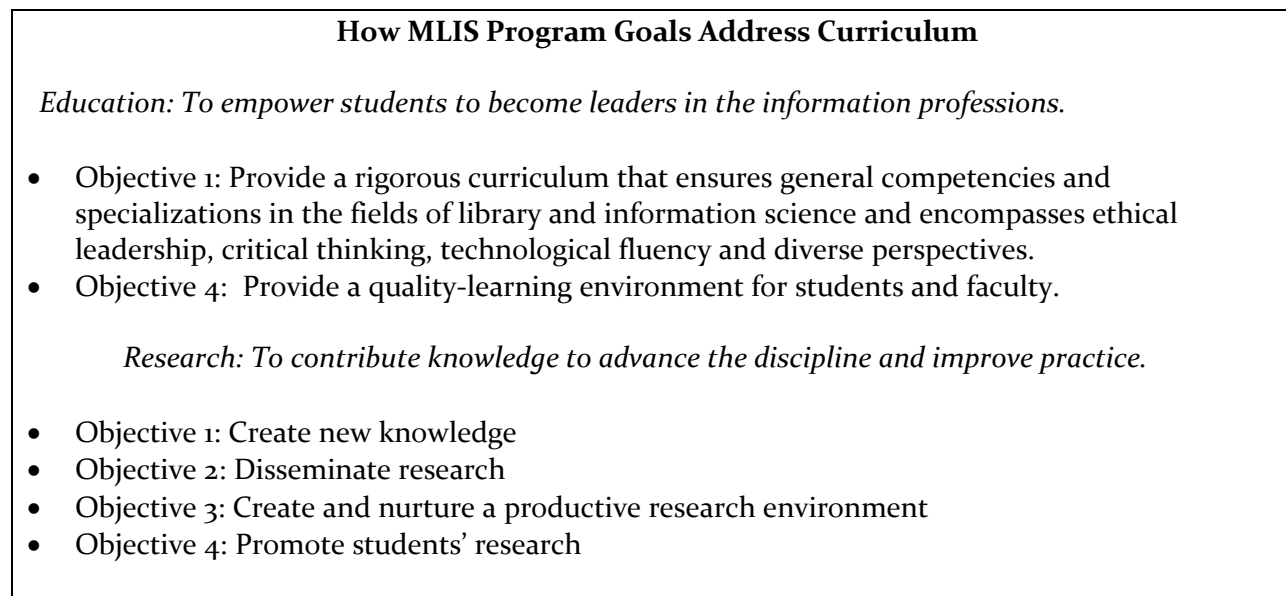 How MLIS Program Goals Address Curriculum
Education: To empower students to become leaders in the information professions.
• Objective 1: Provide a rigorous curriculum that ensures general competencies and
specializations in the fields of library and information science and encompasses ethical
leadership, critical thinking, technological fluency and diverse perspectives.
• Objective 4:  Provide a quality-learning environment for students and faculty.
Research: To contribute knowledge to advance the discipline and improve practice.
• Objective 1: Create new knowledge
• Objective 2: Disseminate research
• Objective 3: Create and nurture a productive research environment
• Objective 4: Promote students’ research